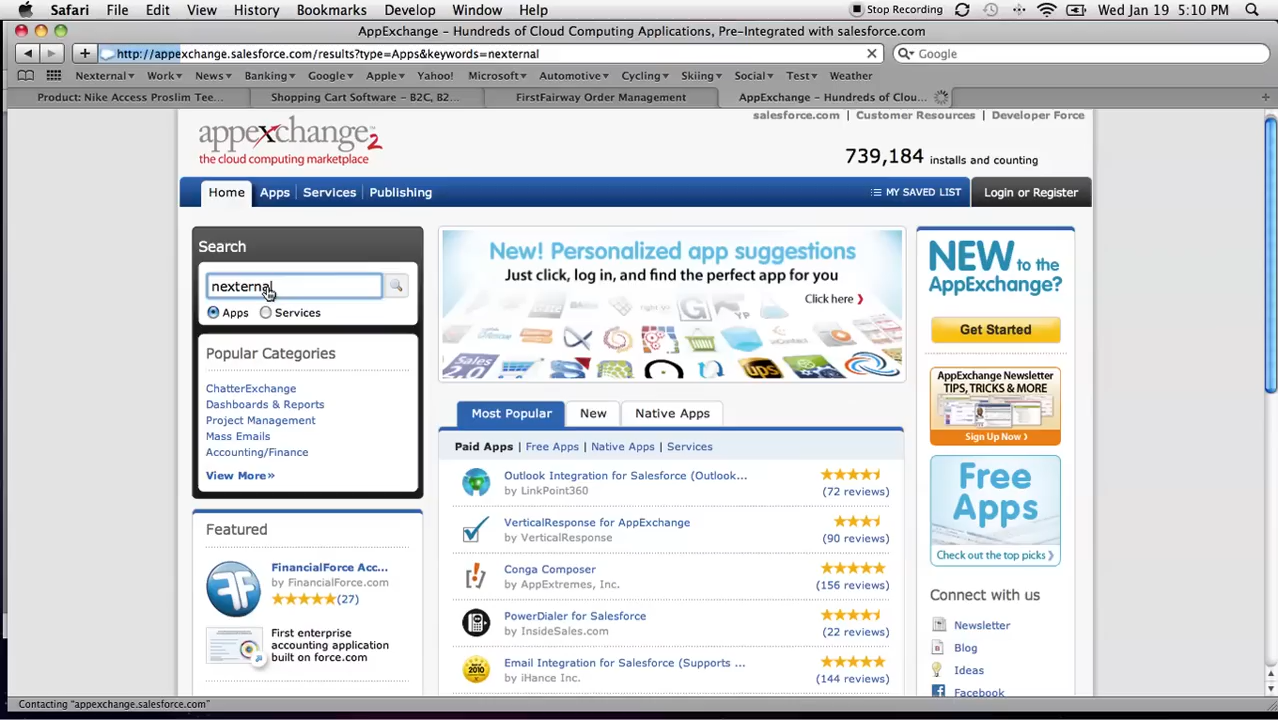 Safari File Edit View History Bookmarks Develop Window Help Stop Recording Wed Jan 19 5:10 PM
AppExchange – Hundreds of Cloud Computing Applications, Pre-Integrated with salesforce.com
http://appexchange.salesforce.com/results?type=Apps&keywords=nexternal Google
Nexternal Work News Banking Google Apple Yahoo! Microsoft Automotive Cycling Skiing Social Test Weather
Product: Nike Access Proslim Tee... Shopping Cart Software – B2C, B2... FirstFairway Order Management AppExchange – Hundreds of Clou...
salesforce.com | Customer Resources | Developer Force
appexchange 2 ™
the cloud computing marketplace
739,184 installs and counting
Home Apps Services Publishing MY SAVED LIST Login or Register
Search
nexternal
Apps Services
Popular Categories
ChatterExchange
Dashboards & Reports
Project Management
Mass Emails
Accounting/Finance
View More»
Featured
FinancialForce Acc...
by FinancialForce.com
(27)
First enterprise
accounting application
built on force.com
New! Personalized app suggestions
Just click, log in, and find the perfect app for you
Click here ❯
Sales
2.0
ups
Most Popular New Native Apps
Paid Apps | Free Apps | Native Apps | Services
Outlook Integration for Salesforce (Outlook...
by LinkPoint360
(72 reviews)
VerticalResponse for AppExchange
by VerticalResponse
(90 reviews)
Conga Composer
by AppExtremes, Inc.
(156 reviews)
PowerDialer for Salesforce
by InsideSales.com
(22 reviews)
2010
Email Integration for Salesforce (Supports ...
by iHance Inc.
(144 reviews)
NEW to the
AppExchange?
Get Started
AppExchange Newsletter
TIPS, TRICKS & MORE
Sign Up Now ❯
Free
Apps
Check out the top picks ❯
Connect with us
Newsletter
Blog
Ideas
Facebook
Contacting "appexchange.salesforce.com"